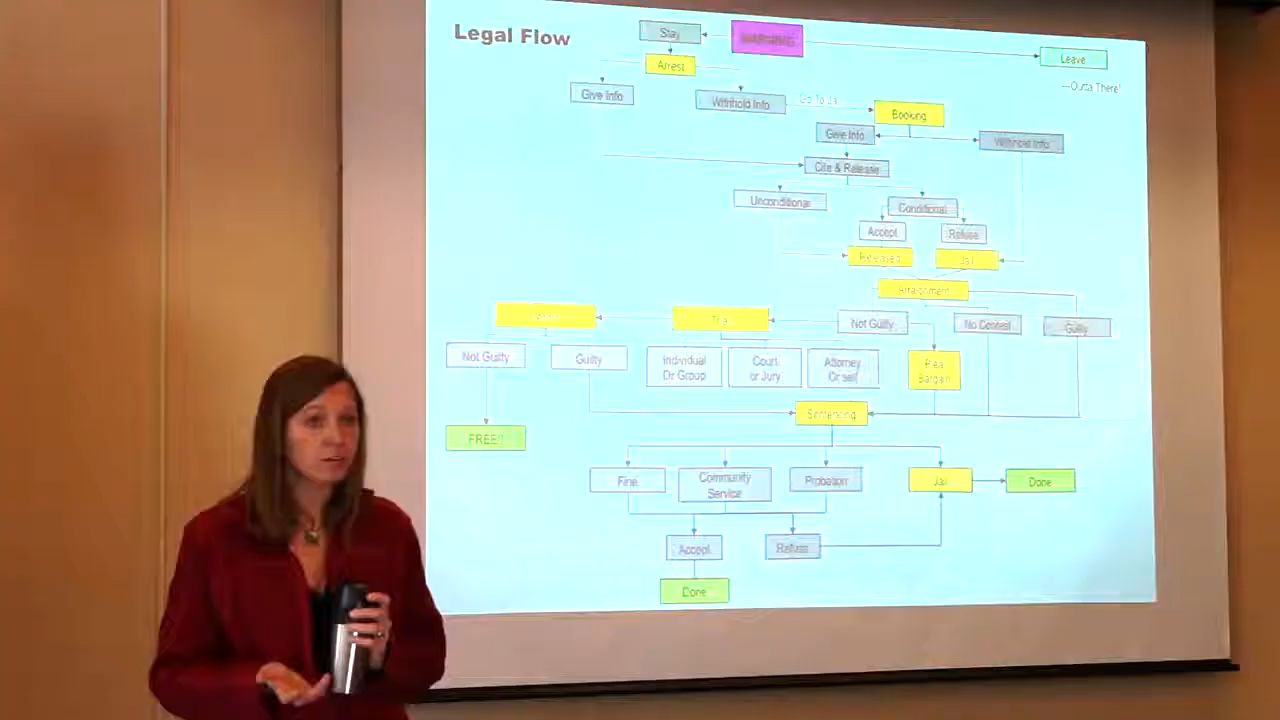 Legal Flow
Stay
WARNING
Leave
---Outta There!
Arrest
Give Info
Withhold Info
Go To Ja
Booking
Give Info
Withhold Info
Cite & Release
Unconditional
Conditional
Accept
Refuse
Released
Jail
Arraignment
Trial
Not Guilty
No Contest
Guilty
Not Guilty
Guilty
Individual
Or Group
Court
or Jury
Attorney
Or self
Plea
Bargain
Sentencing
FREE!!
Fine
Community
Service
Probation
Jail
Done
Accept
Refuse
Done